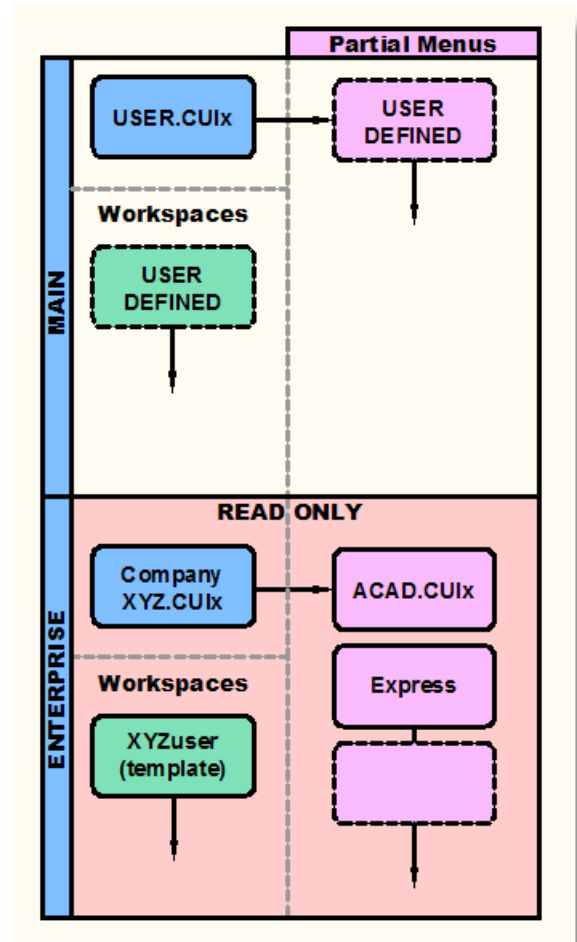 Partial Menus
MAIN
USER.CUIx
USER
DEFINED
Workspaces
USER
DEFINED
ENTERPRISE
READ ONLY
Company
XYZ.CUIx
ACAD.CUIx
Express
Workspaces
XYZuser
(template)